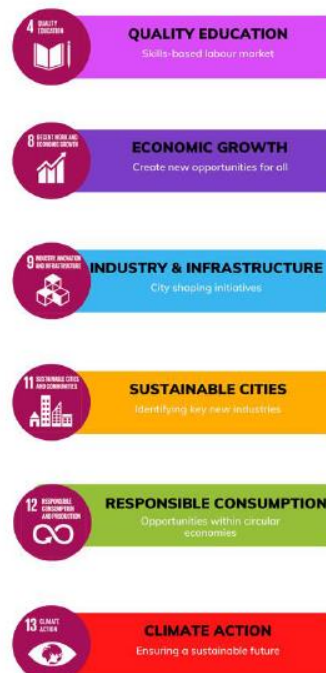 4 QUALITY
EDUCATION
QUALITY EDUCATION
Skills-based labour market
8 DECENT WORK AND
ECONOMIC GROWTH
ECONOMIC GROWTH
Create new opportunities for all
9 INDUSTRY, INNOVATION
AND INFRASTRUCTURE
INDUSTRY & INFRASTRUCTURE
City shaping initiatives
11 SUSTAINABLE CITIES
AND COMMUNITIES
SUSTAINABLE CITIES
Identifying key new industries
12 RESPONSIBLE
CONSUMPTION
AND PRODUCTION
RESPONSIBLE CONSUMPTION
Opportunities within circular
economies
13 CLIMATE
ACTION
CLIMATE ACTION
Ensuring a sustainable future